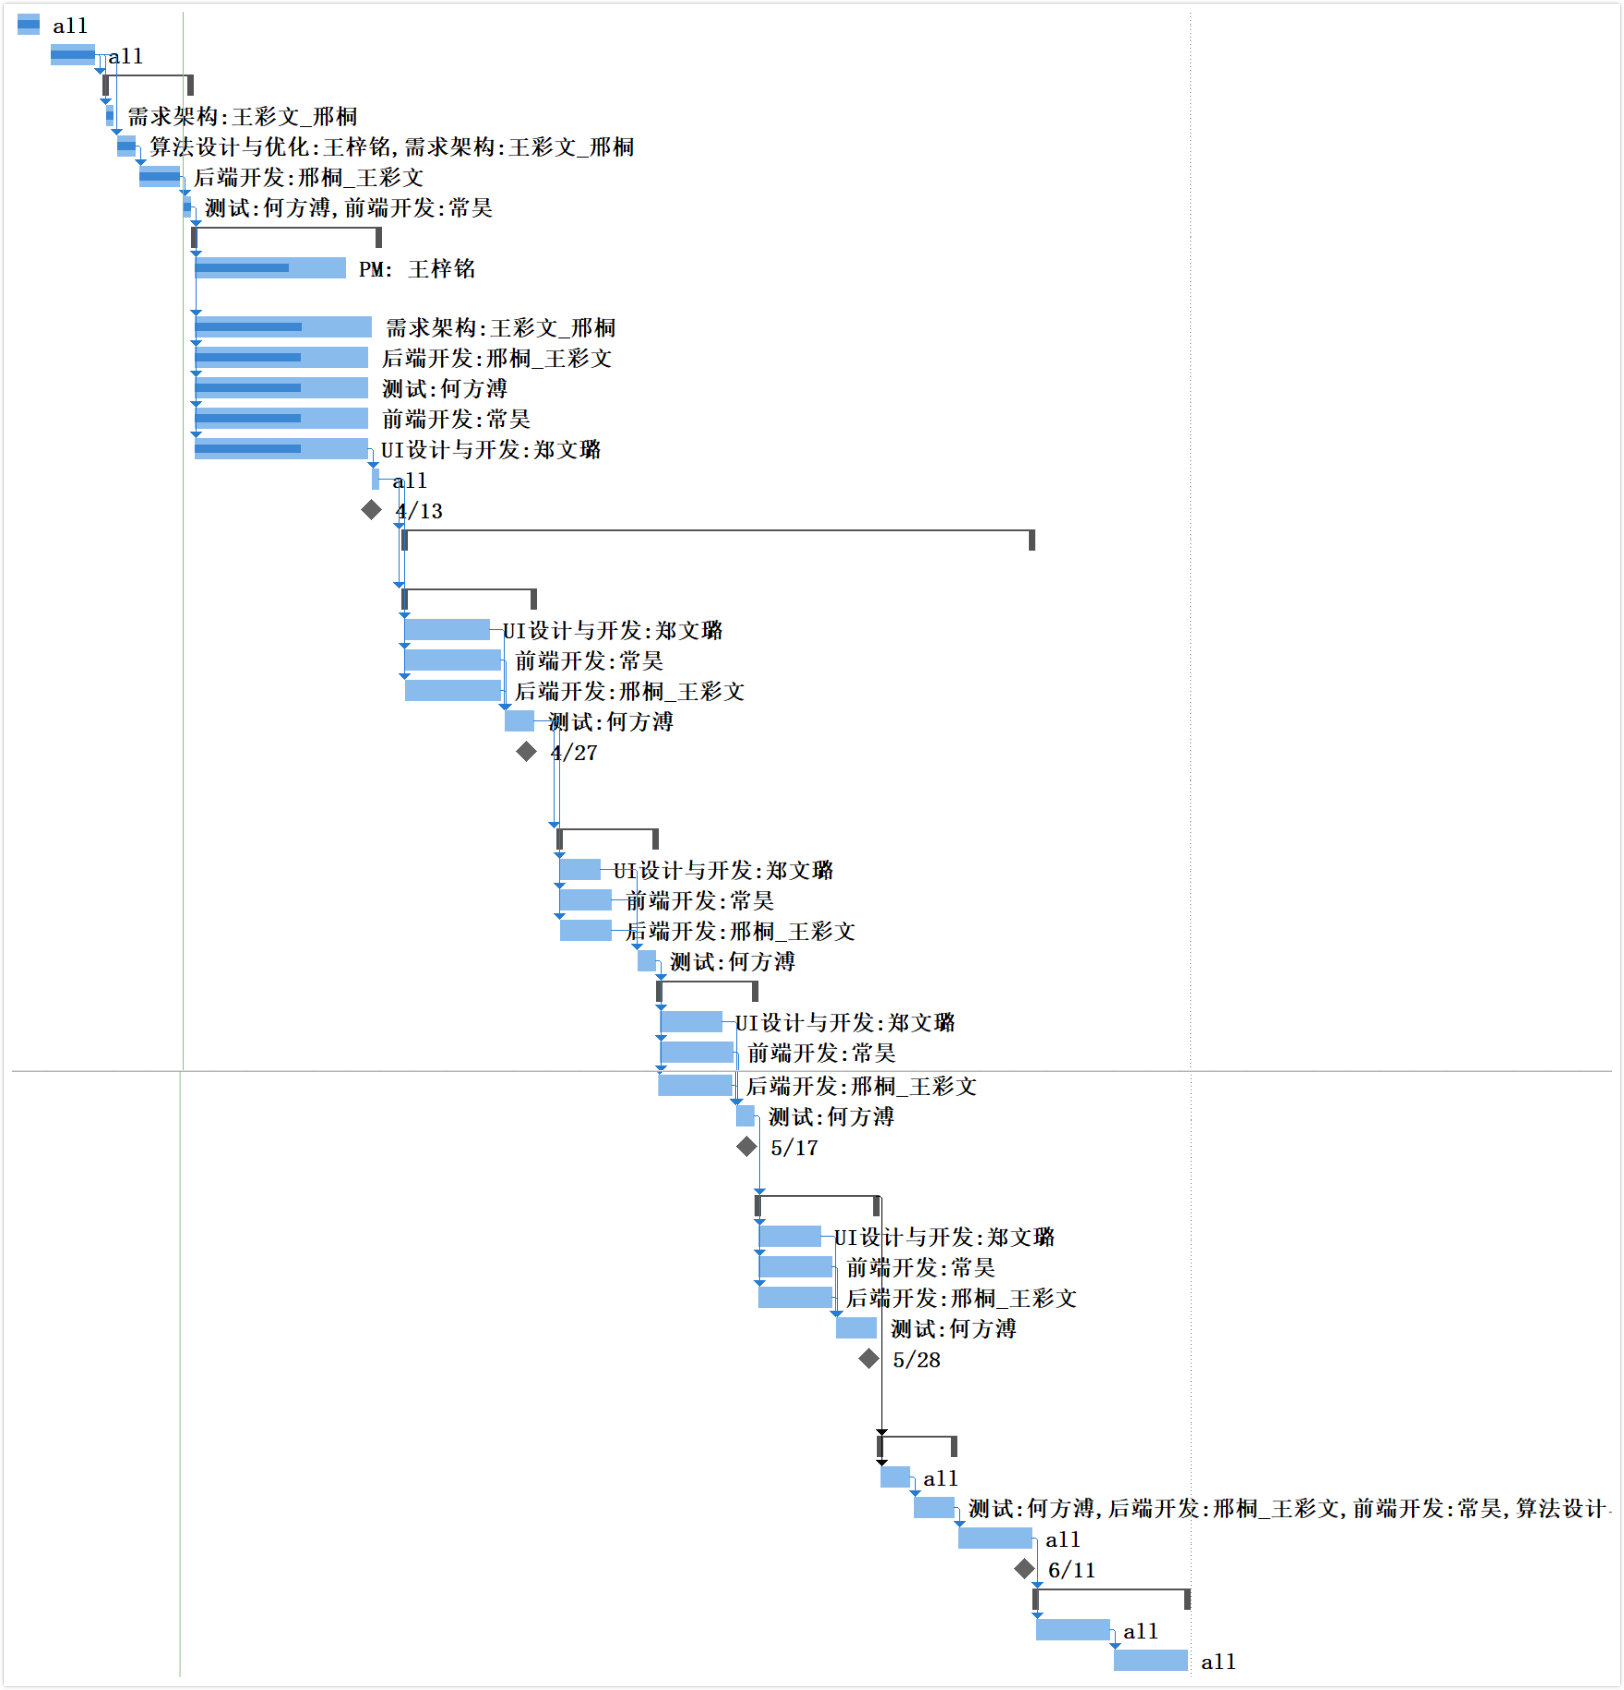 all
all
需求架构:王彩文_邢桐
算法设计与优化:王梓铭,需求架构:王彩文_邢桐
后端开发:邢桐_王彩文
测试:何方溥,前端开发:常昊
PM: 王梓铭
需求架构:王彩文_邢桐
后端开发:邢桐_王彩文
测试:何方溥
前端开发:常昊
UI设计与开发:郑文璐
all
4/13
UI设计与开发:郑文璐
前端开发:常昊
后端开发:邢桐_王彩文
测试:何方溥
4/27
UI设计与开发:郑文璐
前端开发:常昊
后端开发:邢桐_王彩文
测试:何方溥
UI设计与开发:郑文璐
前端开发:常昊
后端开发:邢桐_王彩文
测试:何方溥
5/17
UI设计与开发:郑文璐
前端开发:常昊
后端开发:邢桐_王彩文
测试:何方溥
5/28
all
测试:何方溥,后端开发:邢桐_王彩文,前端开发:常昊,算法设计
all
6/11
all
all